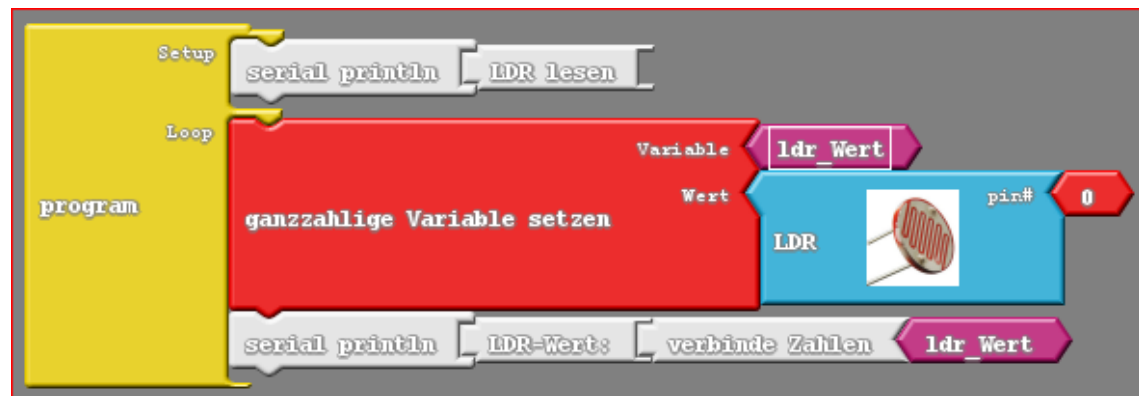 Setup
serial println LDR lesen
Loop
Variable ldr_Wert
program
ganzzahlige Variable setzen
Wert
LDR
pin# 0
serial println LDR=Wert: verbinde Zahlen ldr_Wert